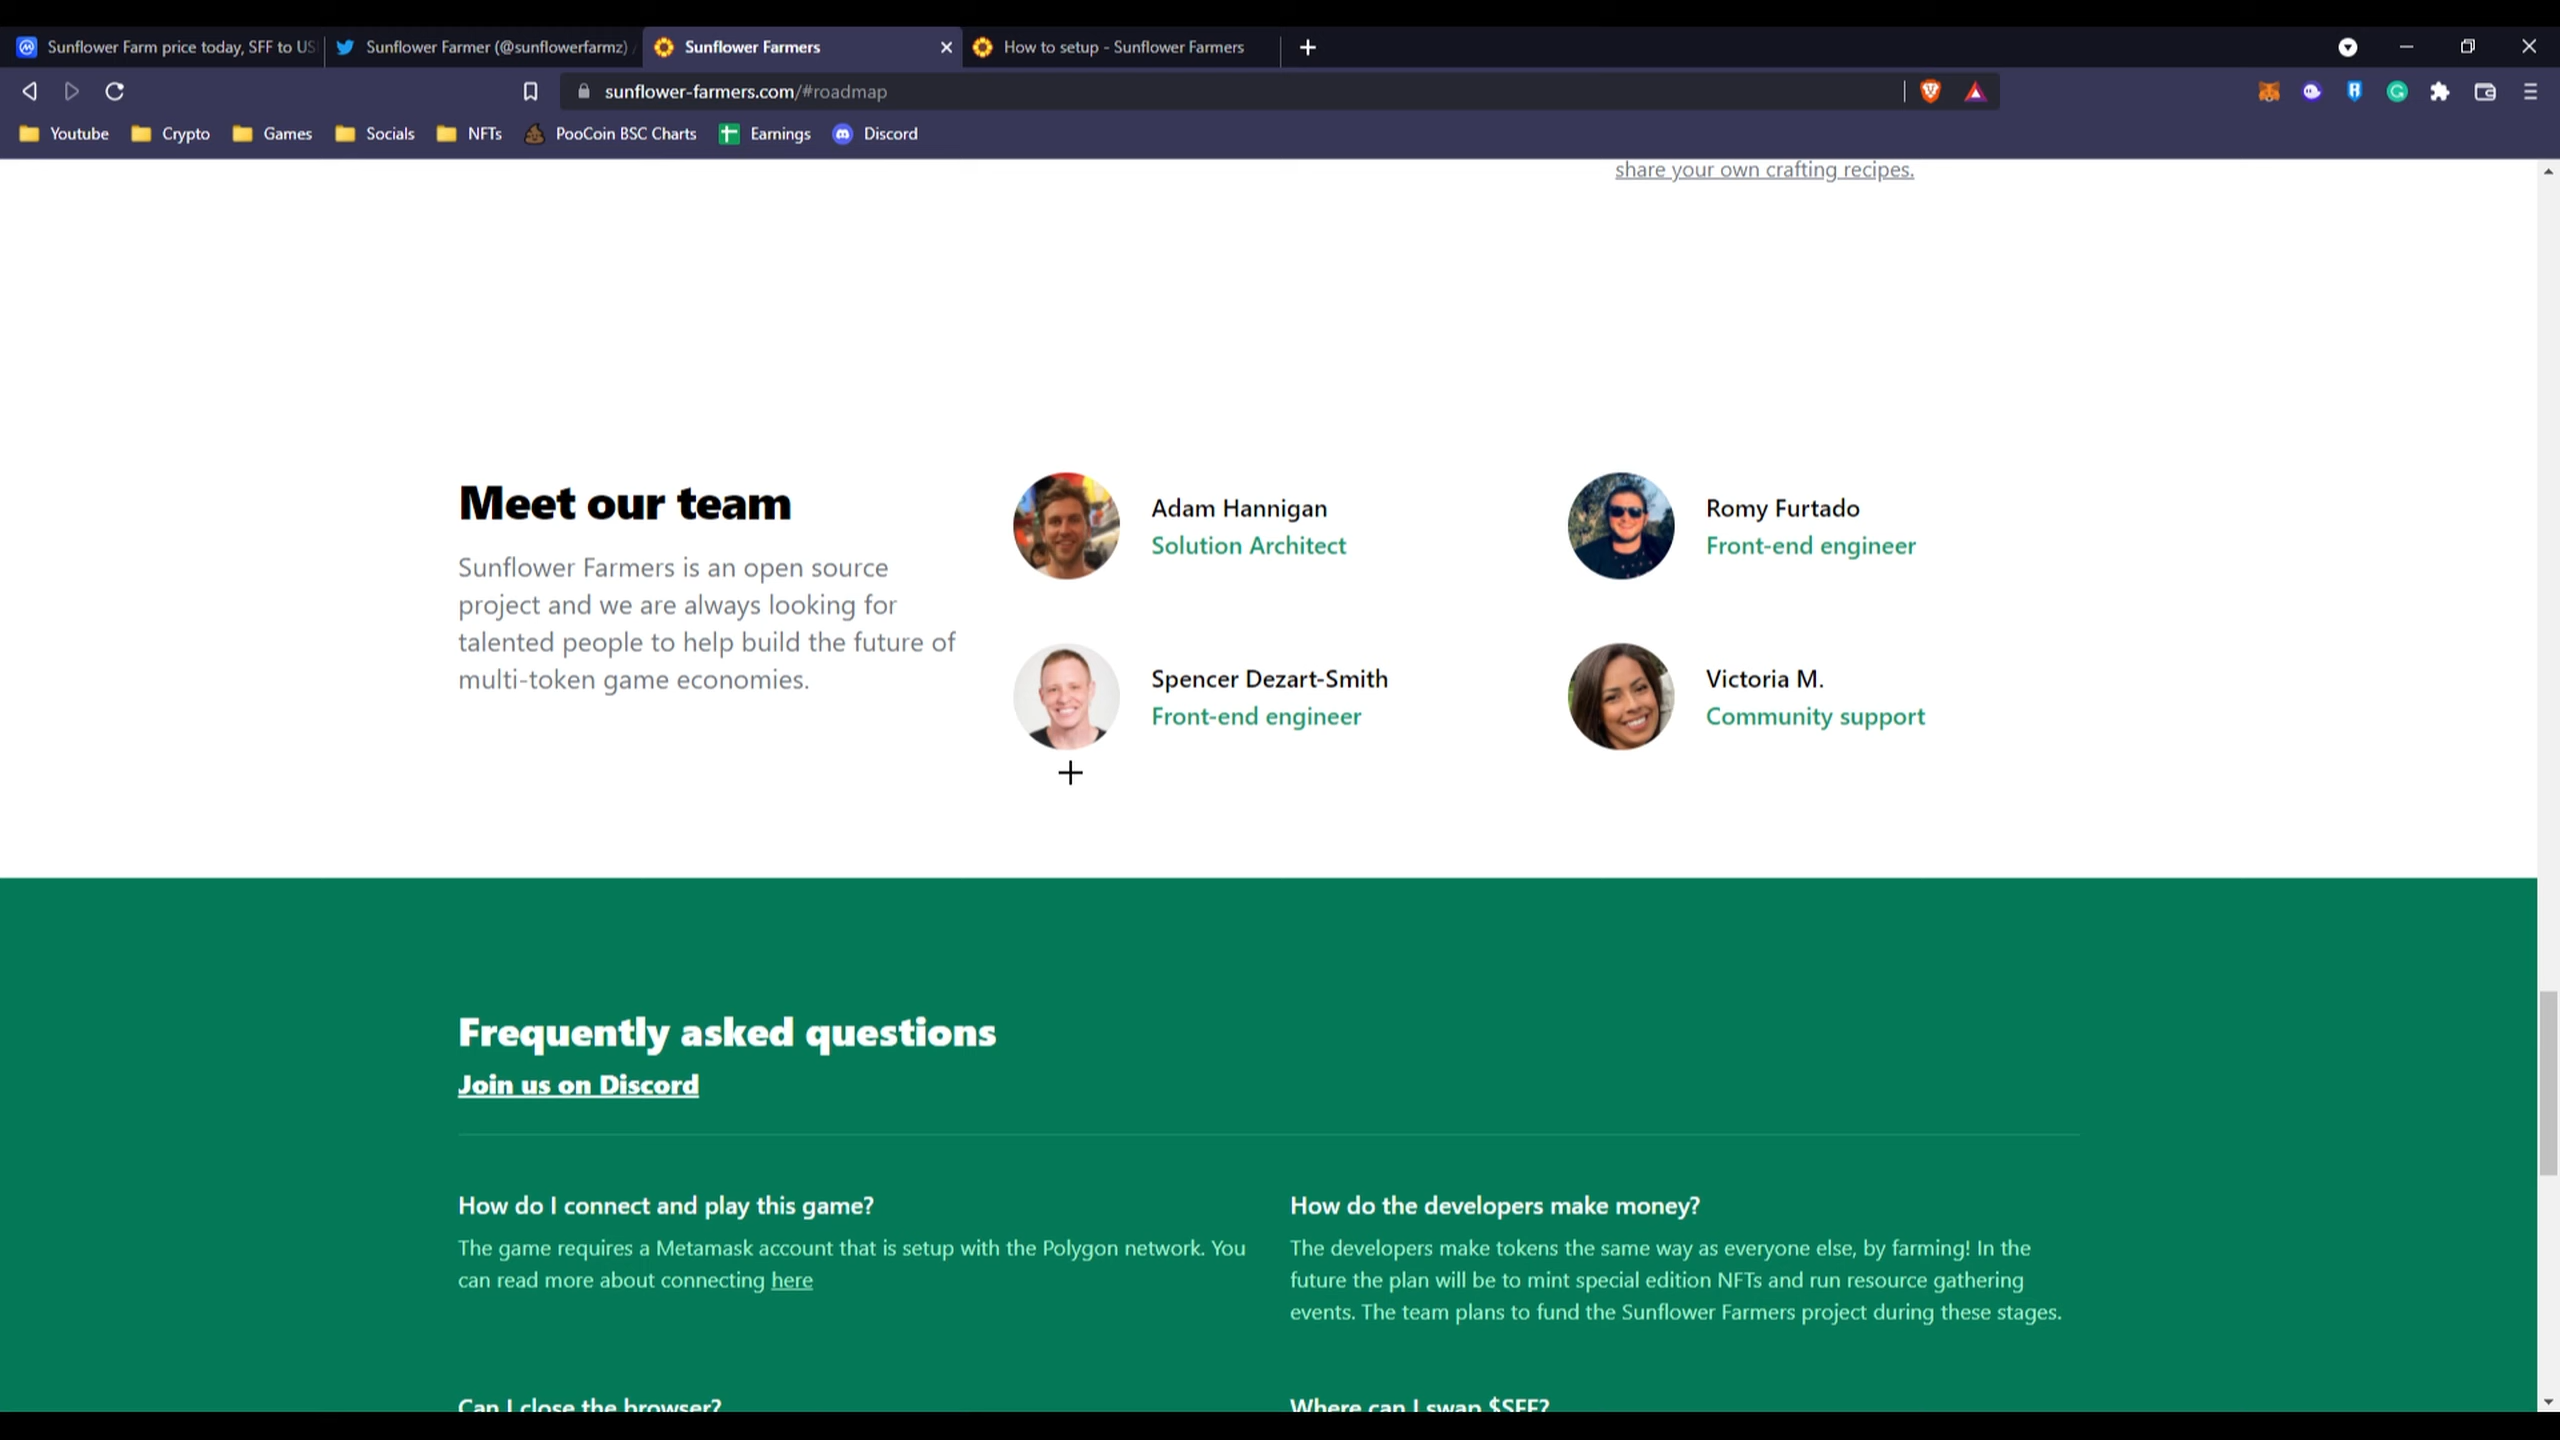 Sunflower Farm price today, SFF to US
Sunflower Farmer (@sunflowerfarmz)
Sunflower Farmers
How to setup - Sunflower Farmers
sunflower-farmers.com/#roadmap
Youtube
Crypto
Games
Socials
NFTs
PooCoin BSC Charts
Earnings
Discord
share your own crafting recipes.
Meet our team
Sunflower Farmers is an open source
project and we are always looking for
talented people to help build the future of
multi-token game economies.
Adam Hannigan
Solution Architect
Romy Furtado
Front-end engineer
Spencer Dezart-Smith
Front-end engineer
Victoria M.
Community support
Frequently asked questions
Join us on Discord
How do I connect and play this game?
The game requires a Metamask account that is setup with the Polygon network. You
can read more about connecting here
How do the developers make money?
The developers make tokens the same way as everyone else, by farming! In the
future the plan will be to mint special edition NFTs and run resource gathering
events. The team plans to fund the Sunflower Farmers project during these stages.
Can I close the browser?
Where can I swap $SFF?